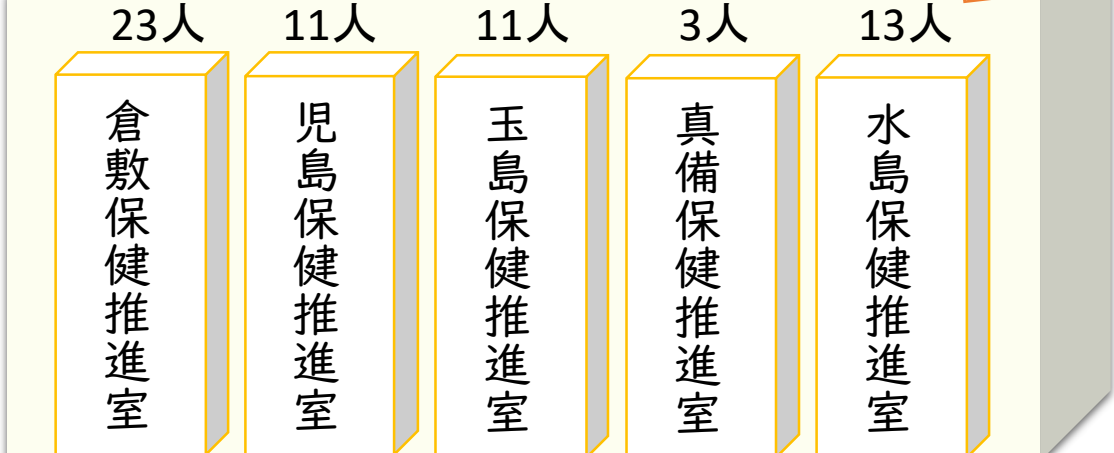 23人
11人
11人
3人
13人
倉敷保健推進室
児島保健推進室
玉島保健推進室
真備保健推進室
水島保健推進室